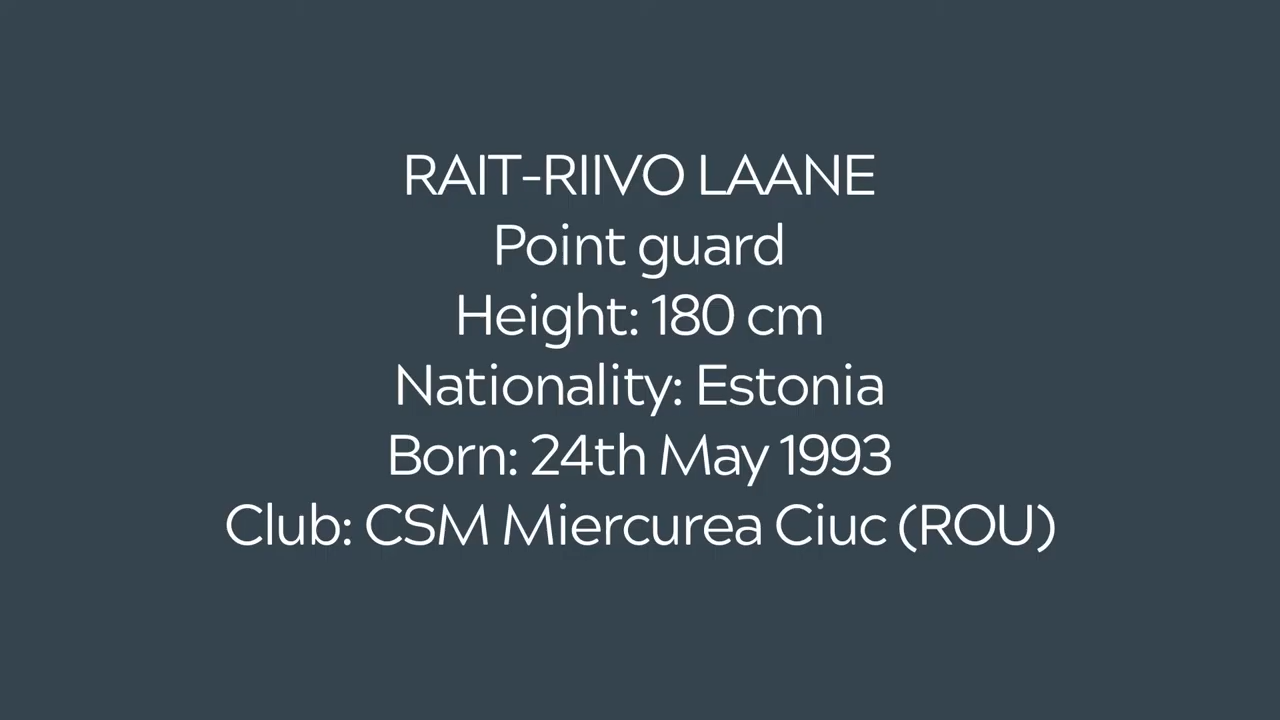 RAIT-RIIVO LAANE
Point guard
Height: 180 cm
Nationality: Estonia
Born: 24th May 1993
Club: CSM Miercurea Ciuc (ROU)